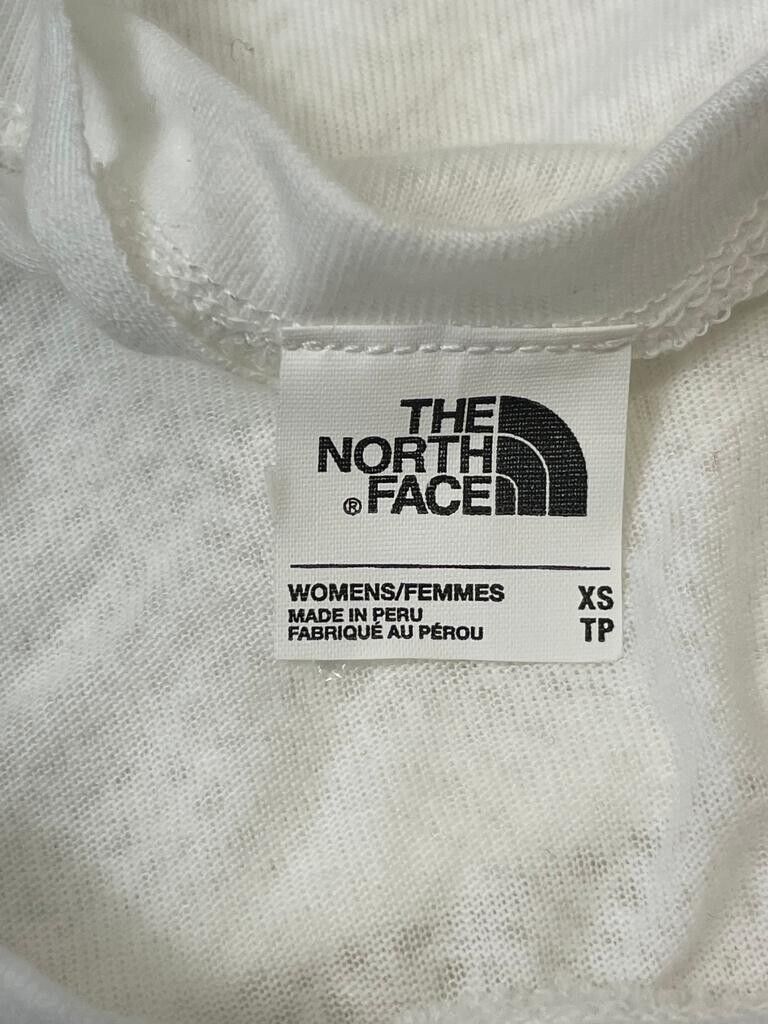 THE
NORTH
® FACE
WOMENS/FEMMES XS
MADE IN PERU
FABRIQUÉ AU PÉROU TP